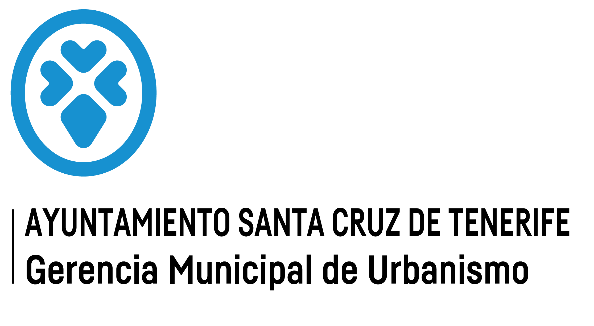 AYUNTAMIENTO SANTA CRUZ DE TENERIFE
Gerencia Municipal de Urbanismo